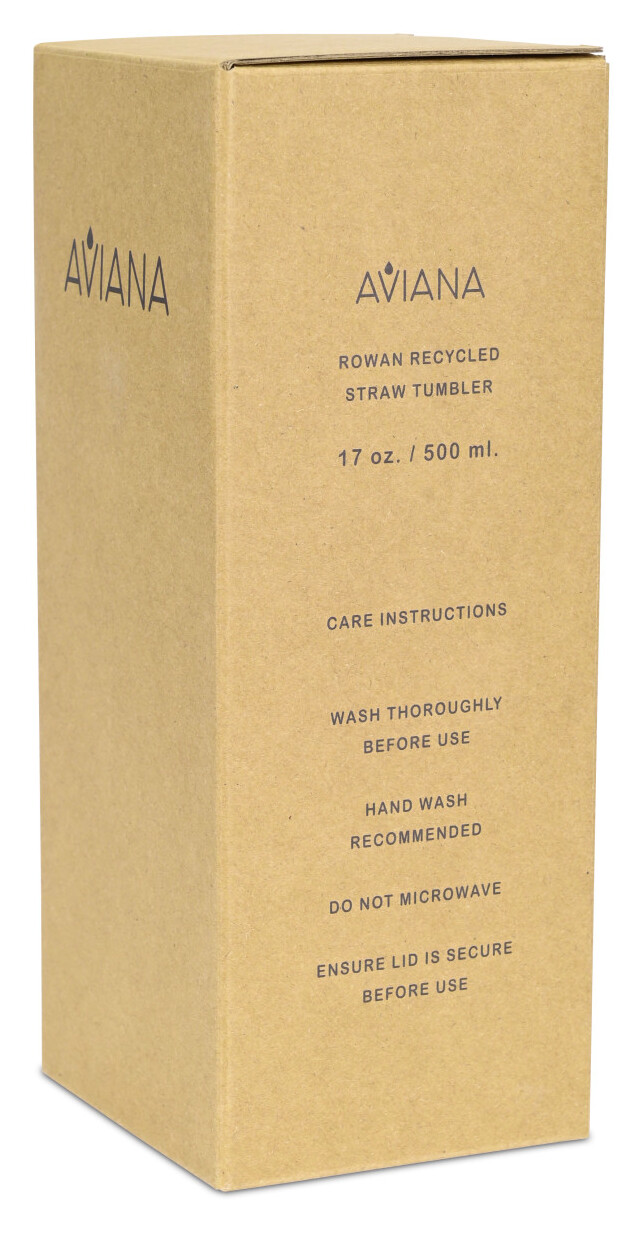 AVIANA
AVIANA
ROWAN RECYCLED
STRAW TUMBLER
17 oz. / 500 ml.
CARE INSTRUCTIONS
WASH THOROUGHLY
BEFORE USE
HAND WASH
RECOMMENDED
DO NOT MICROWAVE
ENSURE LID IS SECURE
BEFORE USE